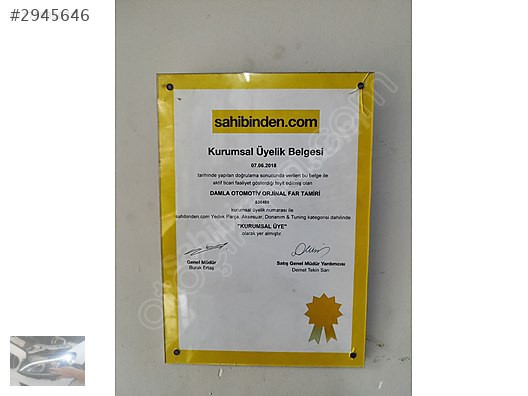 #2945646
sahibinden.com
Kurumsal Üyelik Belgesi
07.06.2018
tarihinde yapılan doğrulama sonucunda verilen bu belge ile
aktif ticari faaliyet gösterdiği teyit edilmiş olan
DAMLA OTOMOTİV ORJİNAL FAR TAMİRİ
kurumsal üyelik numarası ile
sahibinden.com Yedek Parça, Aksesuar, Donanım & Tuning kategorisi dahilinde
"KURUMSAL ÜYE"
olarak yer almıştır.
Genel Müdür
Burak Ertaş
Satış Genel Müdür Yardımcısı
Demet Tekin Sarı